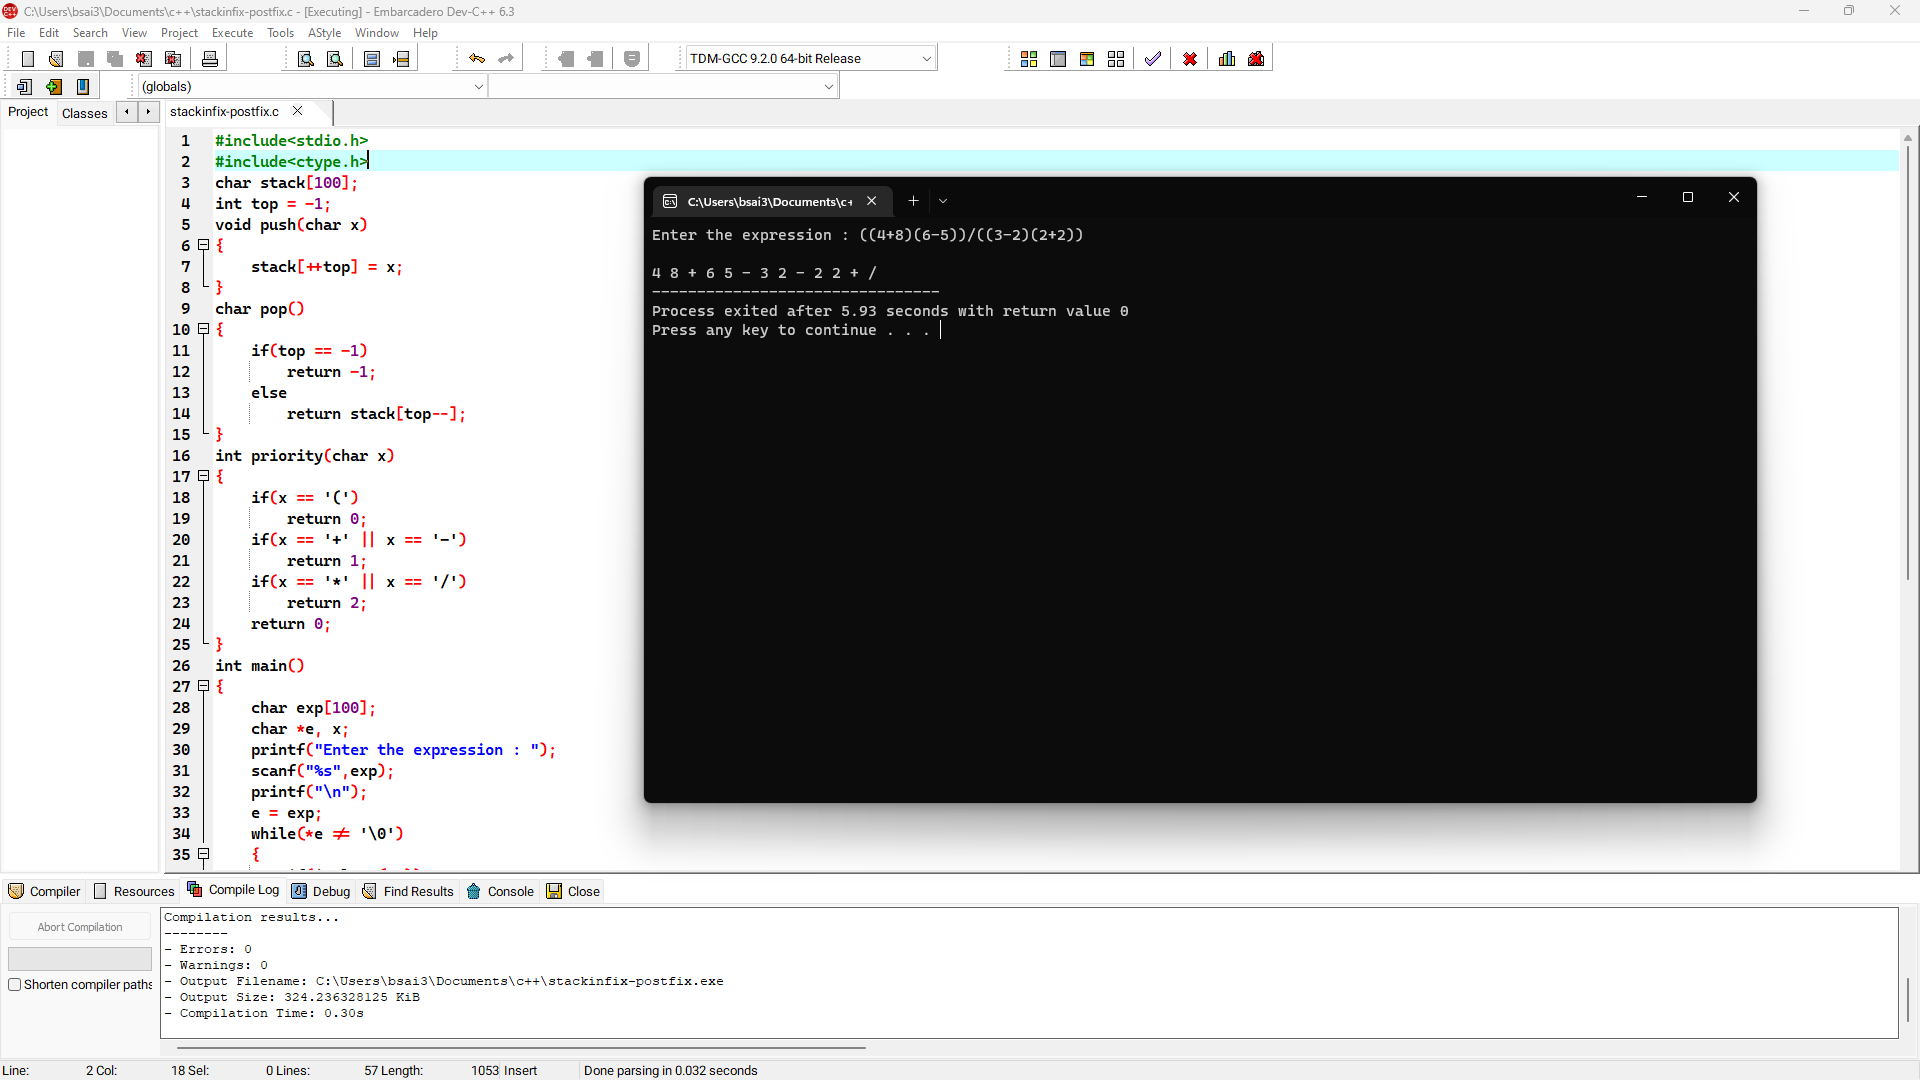 C:\Users\bsai3\Documents\c++\stackinfix-postfix.c - [Executing] - Embarcadero Dev-C++ 6.3
File Edit Search View Project Execute Tools AStyle Window Help
TDM-GCC 9.2.0 64-bit Release
(globals)
Project Classes stackinfix-postfix.c
1 #include<stdio.h>
2 #include<ctype.h>
3 char stack[100];
4 int top = -1;
5 void push(char x)
6 {
7 stack[++top] = x;
8 }
9 char pop()
10 {
11 if(top == -1)
12 return -1;
13 else
14 return stack[top--];
15 }
16 int priority(char x)
17 {
18 if(x == '(')
19 return 0;
20 if(x == '+' || x == '-')
21 return 1;
22 if(x == '*' || x == '/')
23 return 2;
24 return 0;
25 }
26 int main()
27 {
28 char exp[100];
29 char *e, x;
30 printf("Enter the expression : ");
31 scanf("%s",exp);
32 printf("\n");
33 e = exp;
34 while(*e != '\0')
35 {
C:\Users\bsai3\Documents\c+
Enter the expression : ((4+8)(6-5))/((3-2)(2+2))
4 8 + 6 5 - 3 2 - 2 2 + /
--------------------------------
Process exited after 5.93 seconds with return value 0
Press any key to continue . . .
Compiler Resources Compile Log Debug Find Results Console Close
Abort Compilation
Shorten compiler paths
Compilation results...
--------
- Errors: 0
- Warnings: 0
- Output Filename: C:\Users\bsai3\Documents\c++\stackinfix-postfix.exe
- Output Size: 324.236328125 KiB
- Compilation Time: 0.30s
Line: 2 Col: 18 Sel: 0 Lines: 57 Length: 1053 Insert Done parsing in 0.032 seconds